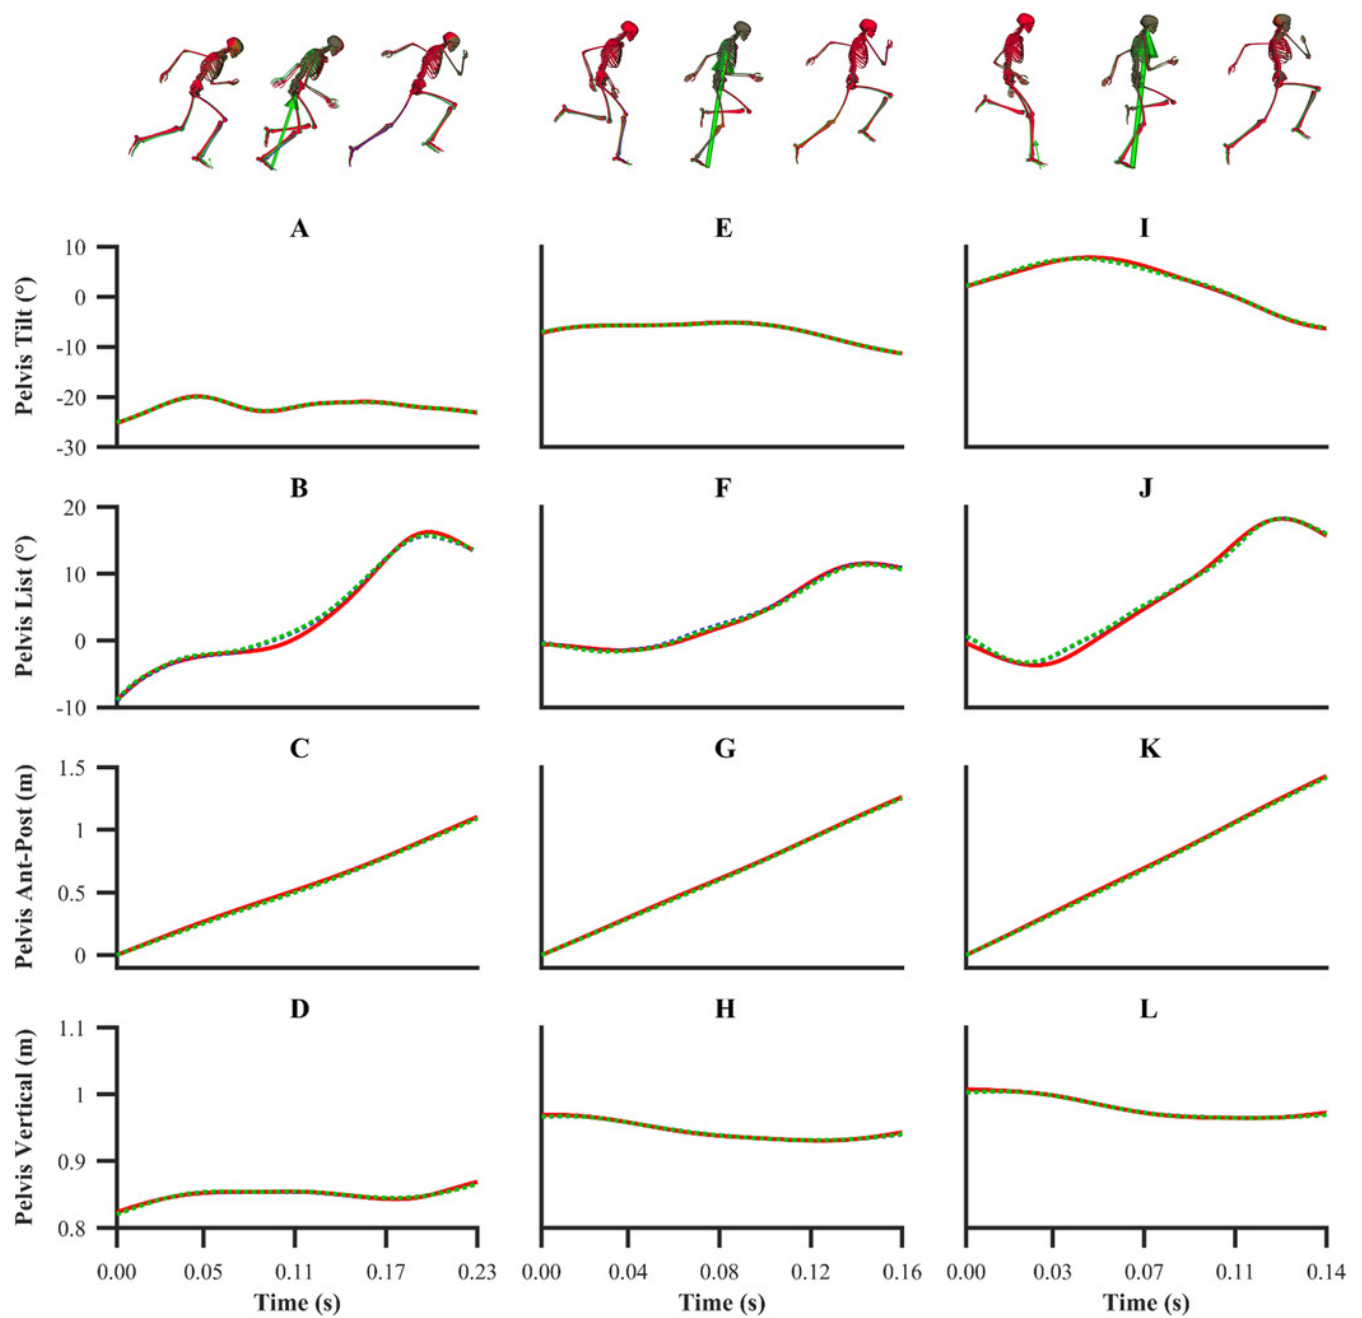 A E I
10
0
-10
-20
-30
Pelvis Tilt (°)
B F J
20
10
0
-10
Pelvis List (°)
C G K
1.5
1
0.5
0
Pelvis Ant-Post (m)
D H L
1.1
1
0.9
0.8
Pelvis Vertical (m)
0.00 0.05 0.11 0.17 0.23 0.00 0.04 0.08 0.12 0.16 0.00 0.03 0.07 0.11 0.14
Time (s) Time (s) Time (s)